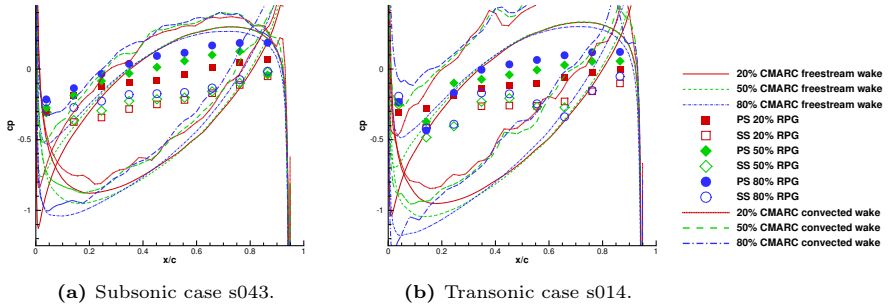 0
-0.5
-1
cp
0
0.2
0.4
0.6
0.8
1
x/c
0
-0.5
-1
cp
0
0.2
0.4
0.6
0.8
1
x/c
20% CMARC freestream wake
50% CMARC freestream wake
80% CMARC freestream wake
PS 20% RPG
SS 20% RPG
PS 50% RPG
SS 50% RPG
PS 80% RPG
SS 80% RPG
20% CMARC convected wake
50% CMARC convected wake
80% CMARC convected wake
(a) Subsonic case s043.
(b) Transonic case s014.